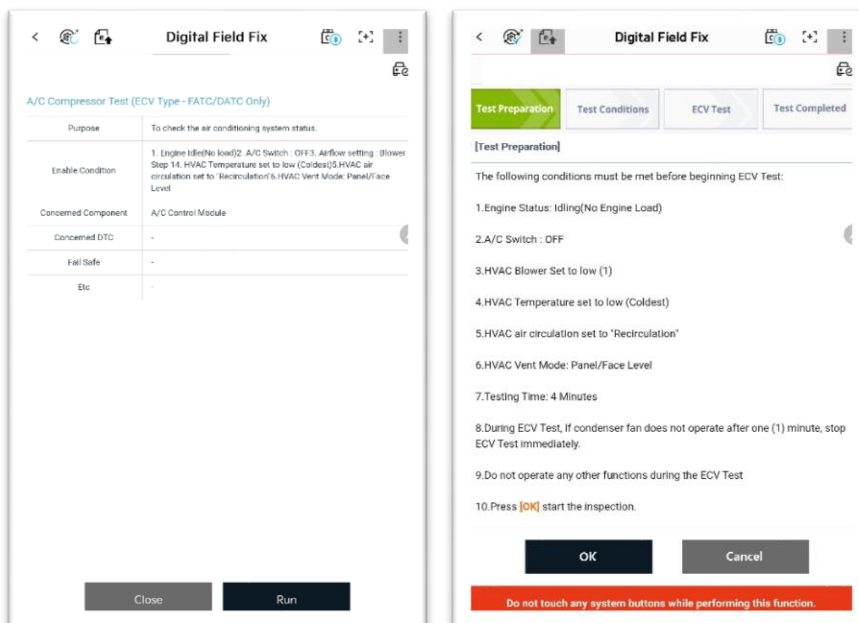 Digital Field Fix
A/C Compressor Test (ECV Type - FATC/DATC Only)
Purpose
To check the air conditioning system status.
Enable Condition
1. Engine Idle(No load)2. A/C Switch : OFF3. Airflow setting : Blower
Step 14. HVAC Temperature set to low (Coldest)5.HVAC air
circulation set to "Recirculation"6.HVAC Vent Mode: Panel/Face
Level
Concerned Component
A/C Control Module
Concerned DTC
-
Fail Safe
-
Etc
-
Close
Run
Digital Field Fix
Test Preparation
Test Conditions
ECV Test
Test Completed
[Test Preparation]
The following conditions must be met before beginning ECV Test:
1.Engine Status: Idling(No Engine Load)
2.A/C Switch : OFF
3.HVAC Blower Set to low (1)
4.HVAC Temperature set to low (Coldest)
5.HVAC air circulation set to "Recirculation"
6.HVAC Vent Mode: Panel/Face Level
7.Testing Time: 4 Minutes
8.During ECV Test, if condenser fan does not operate after one (1) minute, stop
ECV Test immediately.
9.Do not operate any other functions during the ECV Test
10.Press [OK] start the inspection.
OK
Cancel
Do not touch any system buttons while performing this function.